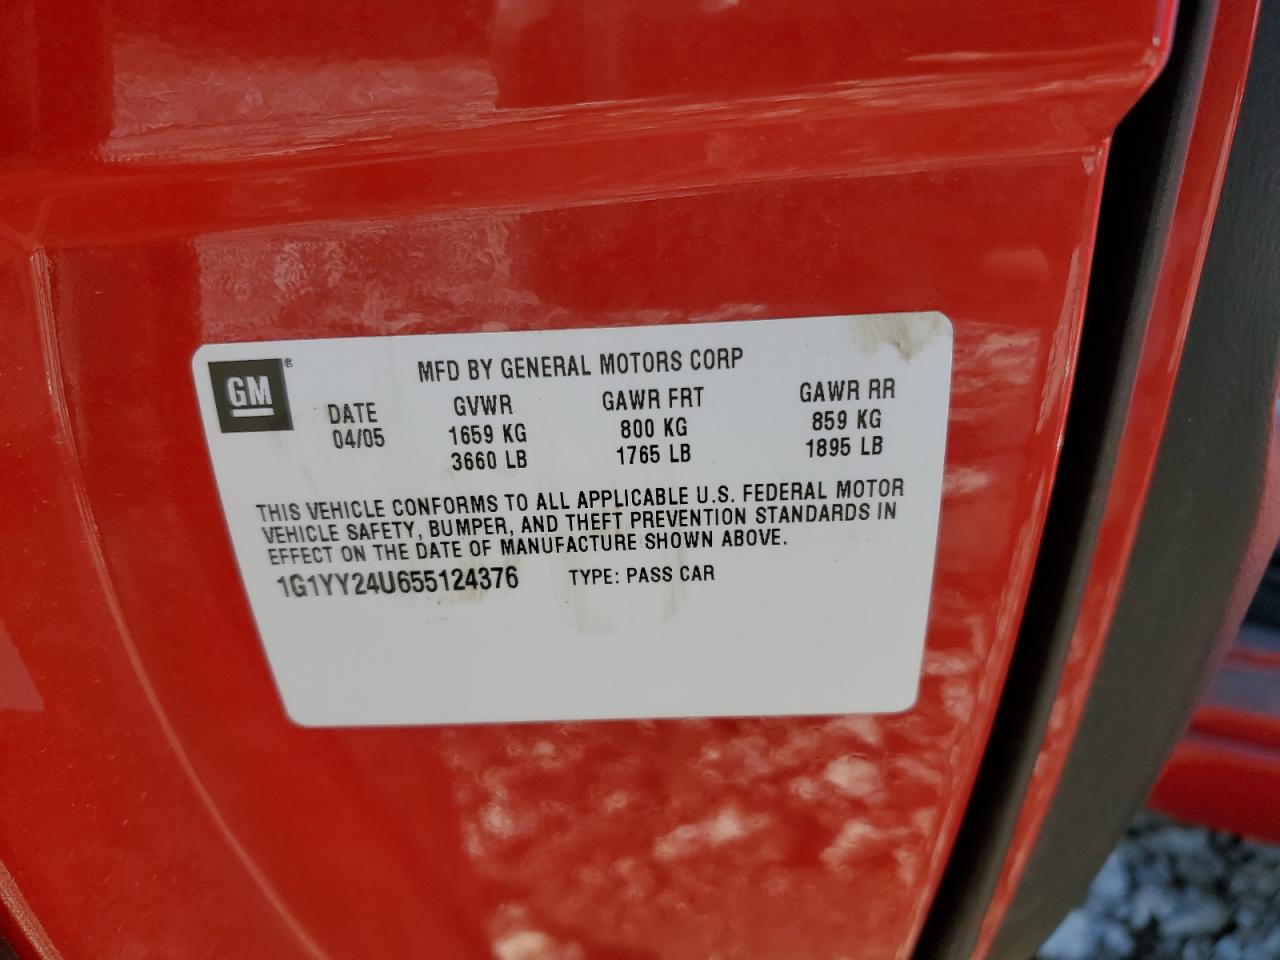 GM ®
MFD BY GENERAL MOTORS CORP
DATE GVWR GAWR FRT GAWR RR
04/05 1659 KG 800 KG 859 KG
3660 LB 1765 LB 1895 LB
THIS VEHICLE CONFORMS TO ALL APPLICABLE U.S. FEDERAL MOTOR
VEHICLE SAFETY, BUMPER, AND THEFT PREVENTION STANDARDS IN
EFFECT ON THE DATE OF MANUFACTURE SHOWN ABOVE.
1G1YY24U655124376 TYPE: PASS CAR